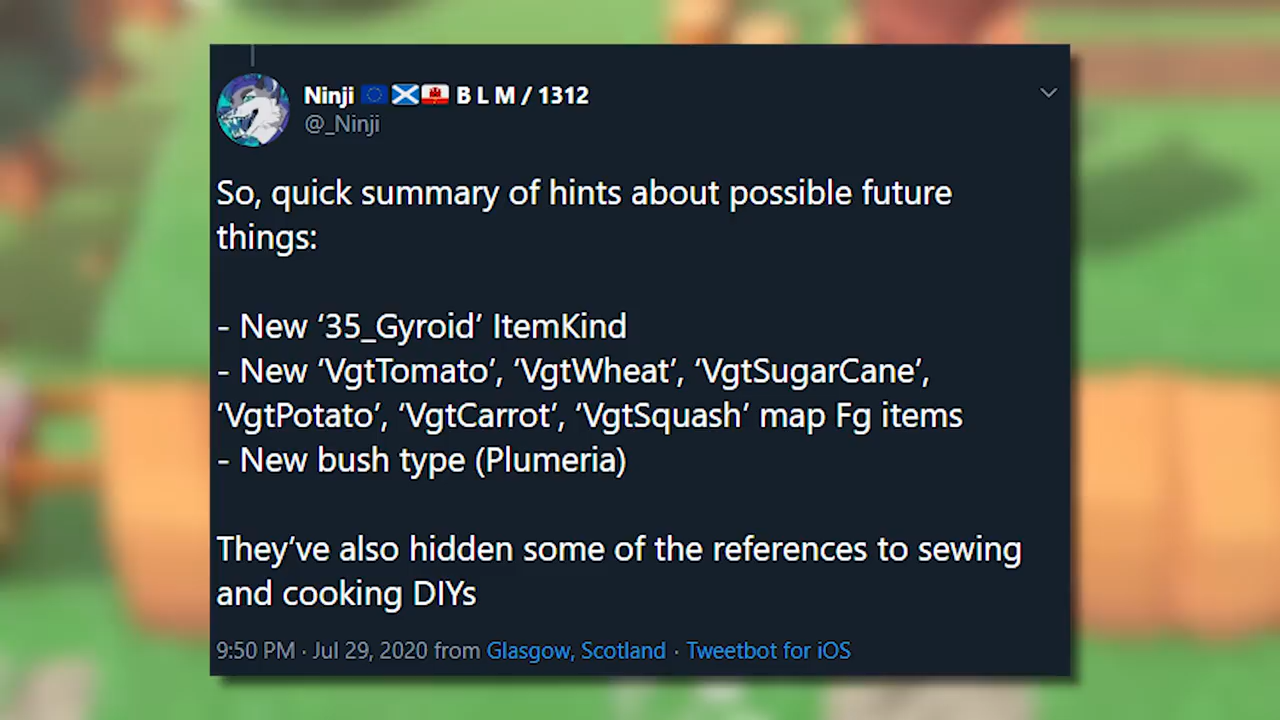 Ninji 🇪🇺🏴󠁧󠁢󠁳󠁣󠁴󠁿🇬🇮 B L M / 1312
@_Ninji
So, quick summary of hints about possible future
things:
- New ‘35_Gyroid’ ItemKind
- New ‘VgtTomato’, ‘VgtWheat’, ‘VgtSugarCane’,
‘VgtPotato’, ‘VgtCarrot’, ‘VgtSquash’ map Fg items
- New bush type (Plumeria)
They’ve also hidden some of the references to sewing
and cooking DIYs
9:50 PM · Jul 29, 2020 from Glasgow, Scotland · Tweetbot for iOS